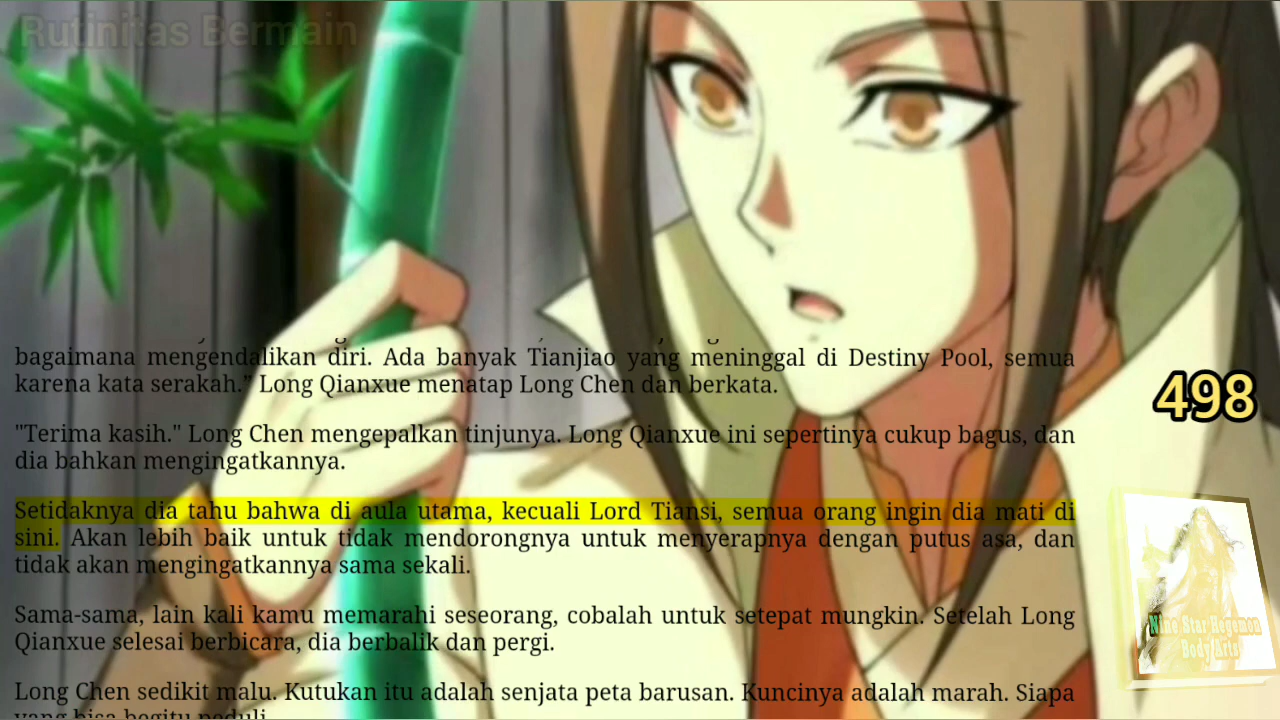 Rutinitas Bermain
bagaimana mengendalikan diri. Ada banyak Tianjiao yang meninggal di Destiny Pool, semua
karena kata serakah." Long Qianxue menatap Long Chen dan berkata.
"Terima kasih." Long Chen mengepalkan tinjunya. Long Qianxue ini sepertinya cukup bagus, dan
dia bahkan mengingatkannya.
498
Setidaknya dia tahu bahwa di aula utama, kecuali Lord Tiansi, semua orang ingin dia mati di
sini. Akan lebih baik untuk tidak mendorongnya untuk menyerapnya dengan putus asa, dan
tidak akan mengingatkannya sama sekali.
Sama-sama, lain kali kamu memarahi seseorang, cobalah untuk setepat mungkin. Setelah Long
Qianxue selesai berbicara, dia berbalik dan pergi.
Nine Star Hegemon
Body Arts
Long Chen sedikit malu. Kutukan itu adalah senjata peta barusan. Kuncinya adalah marah. Siapa
yang bisa begitu peduli